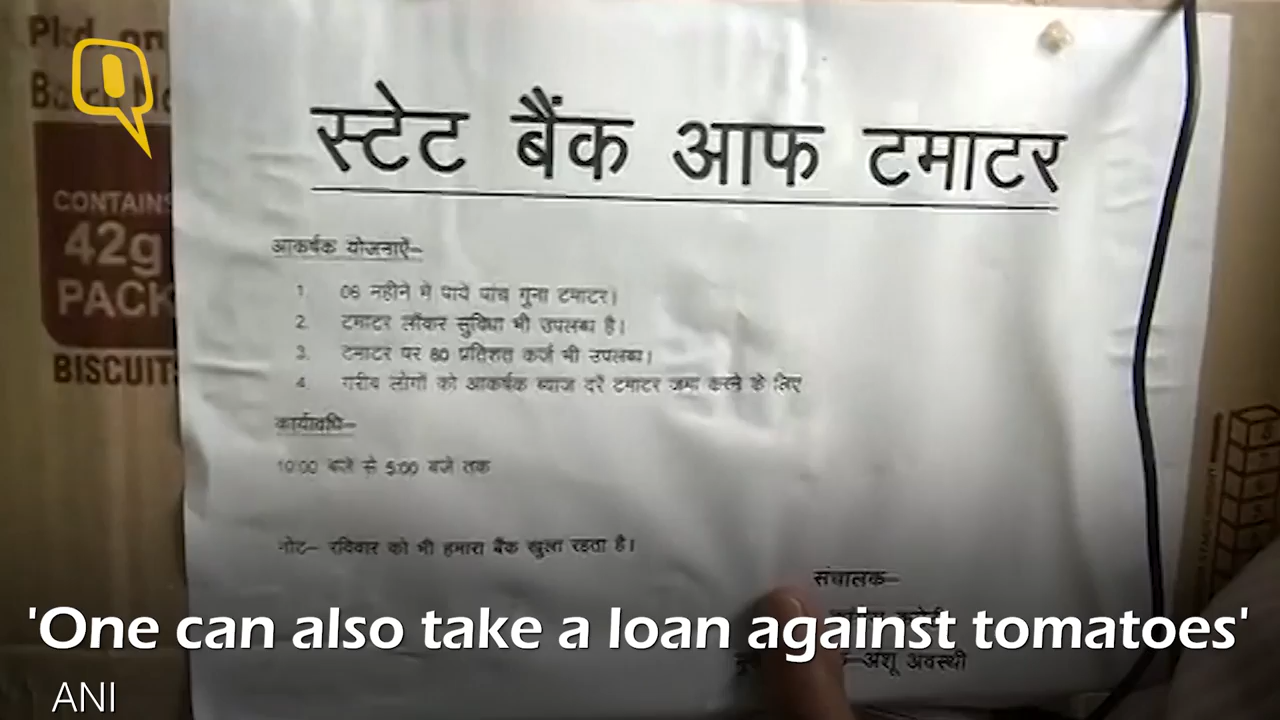 Pkd. on
CONTAINS
42g
PACK
BISCUITS
स्टेट बैंक आफ टमाटर
आकर्षक योजनाऐं–
1. 06 महीने मे पायें पांच गुना टमाटर।
2. टमाटर लॉकर सुविधा भी उपलब्ध है।
3. टमाटर पर 80 प्रतिशत कर्ज भी उपलब्ध।
4. गरीब लोगों को आकर्षक ब्याज दरें टमाटर जमा करने के लिए
कार्यावधि–
10:00 बजे से 5:00 बजे तक
नोट– रविवार को भी हमारा बैंक खुला रहता है।
संचालक–
अंशू अवस्थी
'One can also take a loan against tomatoes'
ANI